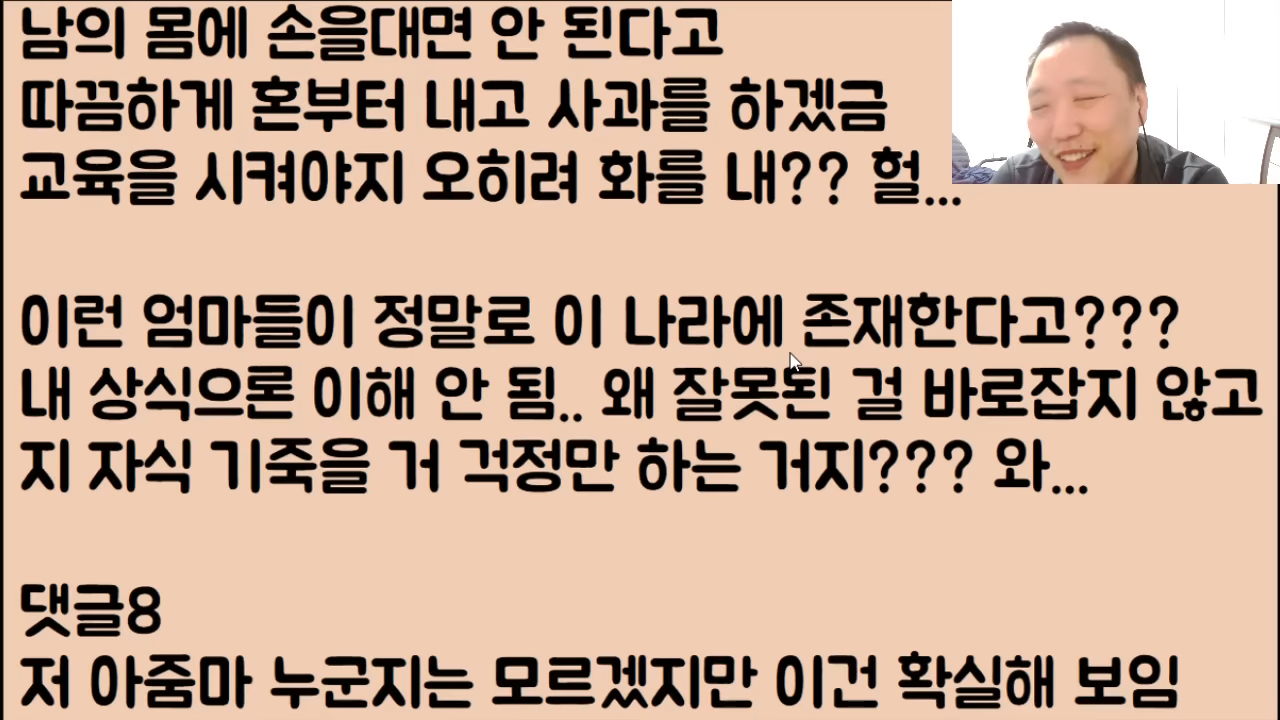 남의 몸에 손을대면 안 된다고
따끔하게 혼부터 내고 사과를 하겠금
교육을 시켜야지 오히려 화를 내?? 헐...
이런 엄마들이 정말로 이 나라에 존재한다고???
내 상식으론 이해 안 됨.. 왜 잘못된 걸 바로잡지 않고
지 자식 기죽을 거 걱정만 하는 거지??? 와...
댓글8
저 아줌마 누군지는 모르겠지만 이건 확실해 보임